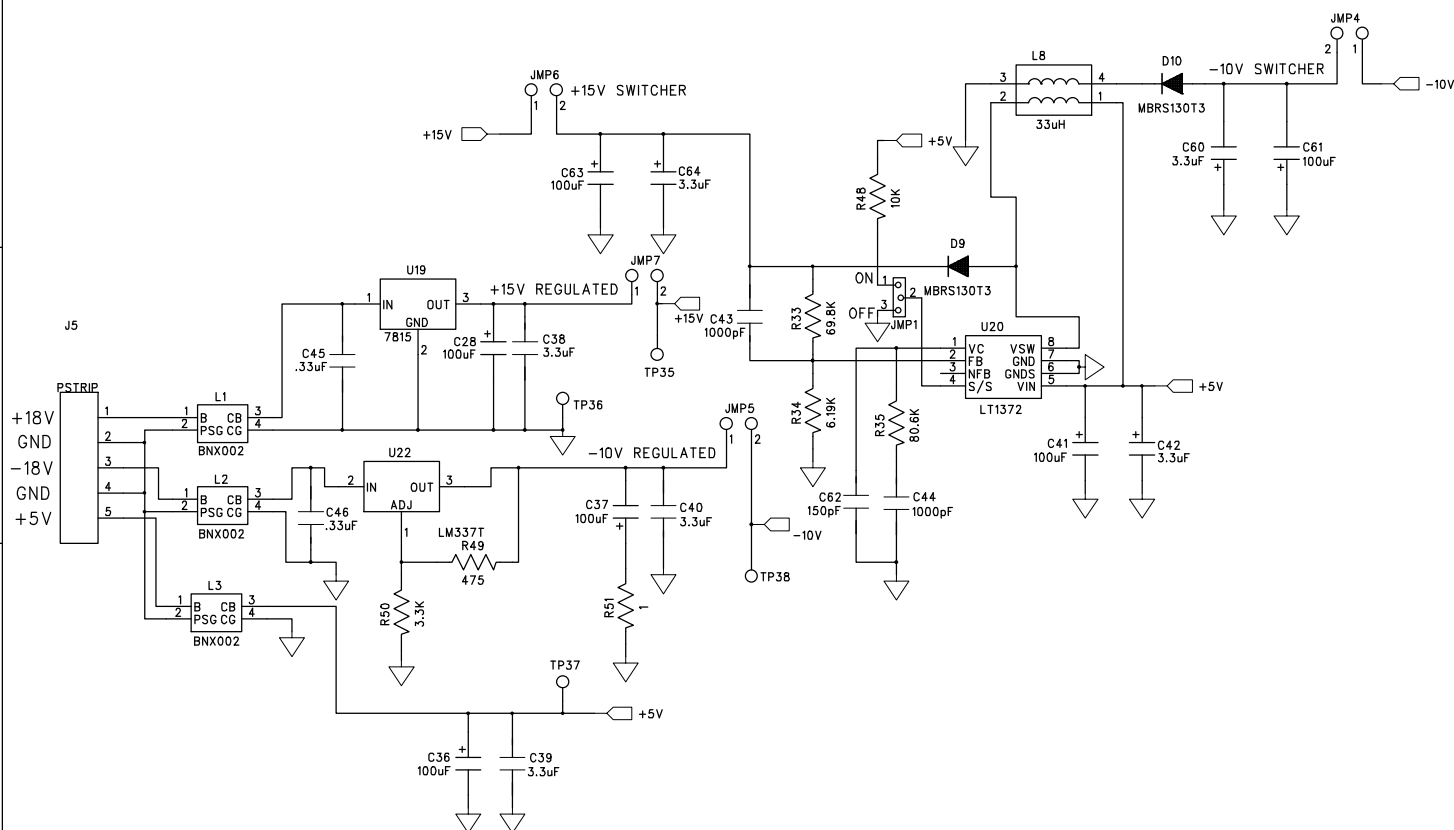 JMP4
2
1
-10V SWITCHER
-10V
D10
MBRS130T3
L8
3
4
2
1
33uH
C60
3.3uF
+
C61
100uF
+
JMP6
+15V SWITCHER
1
2
+15V
+
C63
100uF
+
C64
3.3uF
+5V
R48
10K
D9
MBRS130T3
ON
OFF
1
2
3
JMP1
U20
1
VC
VSW
8
2
FB
GND
7
3
NFB
GNDS
6
4
S/S
VIN
5
LT1372
+5V
C43
1000pF
R33
69.8K
R34
6.19K
R35
80.6K
C62
150pF
C44
1000pF
+
C41
100uF
+
C42
3.3uF
U19
1
IN
OUT
3
GND
7815
2
+15V REGULATED
JMP7
1
2
+15V
TP35
C45
.33uF
+
C28
100uF
C38
3.3uF
TP36
J5
PSTRIP
+18V
1
GND
2
-18V
3
GND
4
+5V
5
L1
1
B
CB
3
2
PSG
CG
4
BNX002
L2
1
B
CB
3
2
PSG
CG
4
BNX002
L3
1
B
CB
3
2
PSG
CG
4
BNX002
C46
.33uF
U22
2
IN
OUT
3
ADJ
1
LM337T
R49
475
R50
3.3K
-10V REGULATED
JMP5
1
2
-10V
TP38
C37
100uF
+
C40
3.3uF
R51
1
TP37
+5V
+
C36
100uF
C39
3.3uF